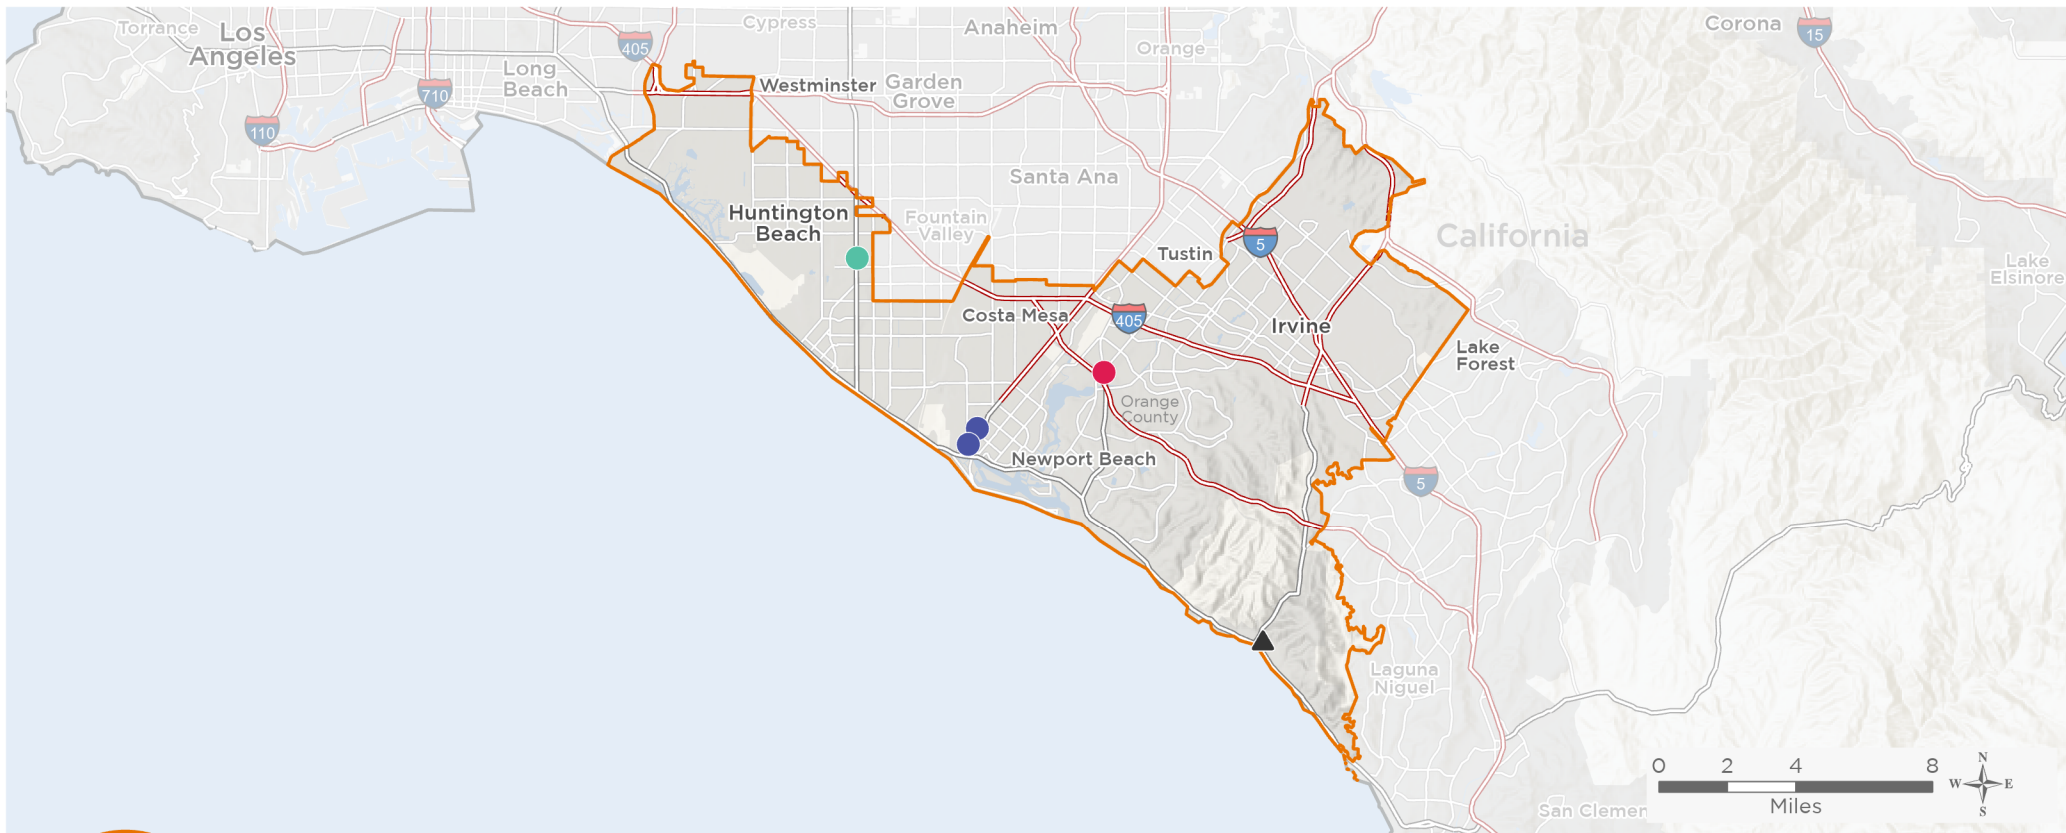 Torrance
Los
Angeles
405
Cypress
Anaheim
Orange
Corona
15
Long
Beach
710
Westminster
Garden
Grove
110
Santa Ana
Huntington
Beach
Fountain
Valley
Tustin
5
California
Lake
Elsinore
Costa Mesa
405
Irvine
Lake
Forest
Orange
County
Newport Beach
5
Laguna
Niguel
San Clemen
0 2 4 8
Miles
N
W E
S